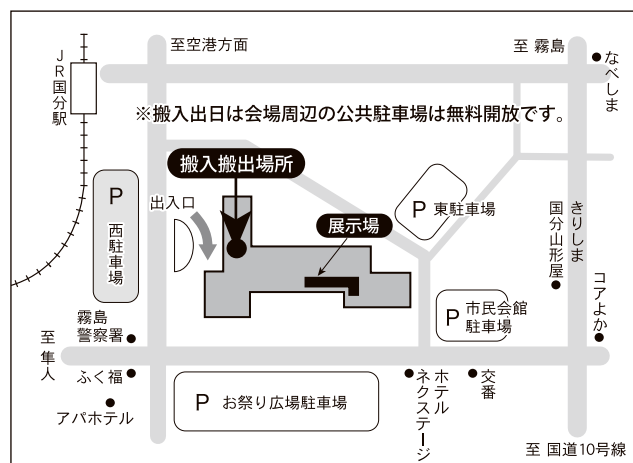 至空港方面
至 霧島
なべしま
JR国分駅
※搬入出日は会場周辺の公共駐車場は無料開放です。
搬入搬出場所
P
西駐車場
出入口
P 東駐車場
展示場
きりしま
国分山形屋
コアよか
P 市民会館
駐車場
霧島
警察署
至 隼人
ふく福
アパホテル
P お祭り広場駐車場
ホテル
ネクステージ
交番
至 国道10号線